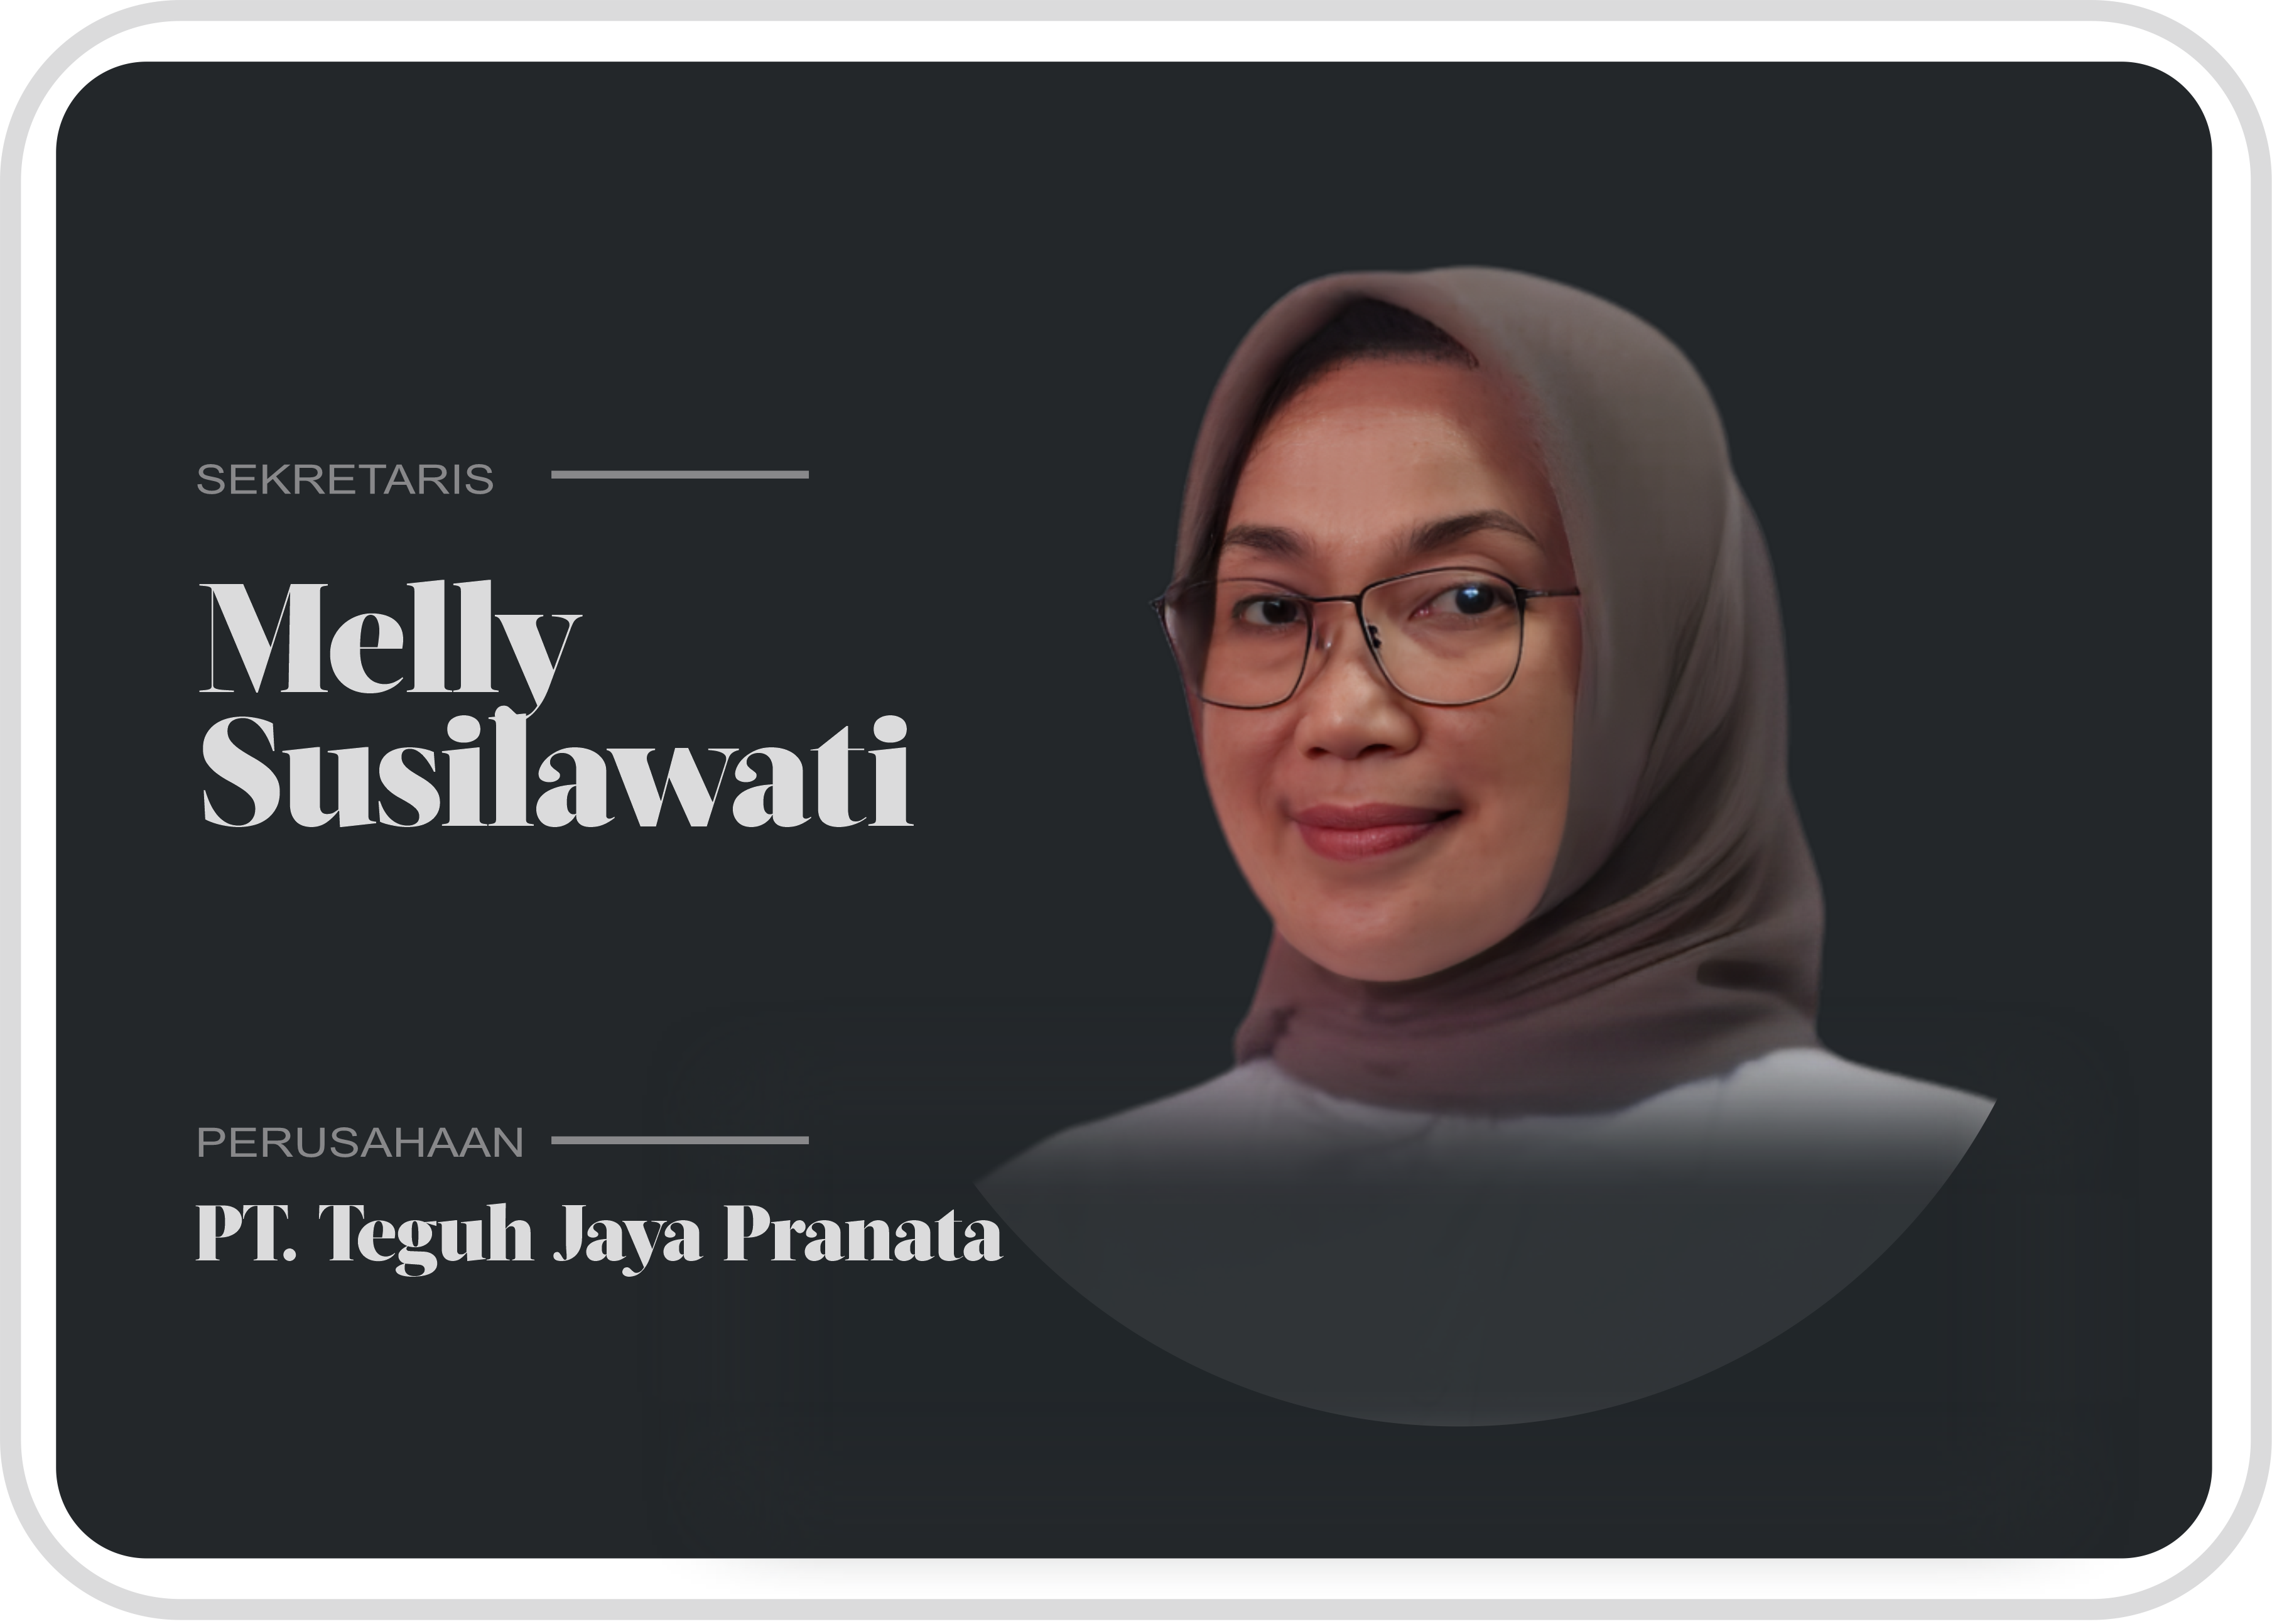 SEKRETARIS
Melly
Susilawati
PERUSAHAAN
PT. Teguh Jaya Pranata